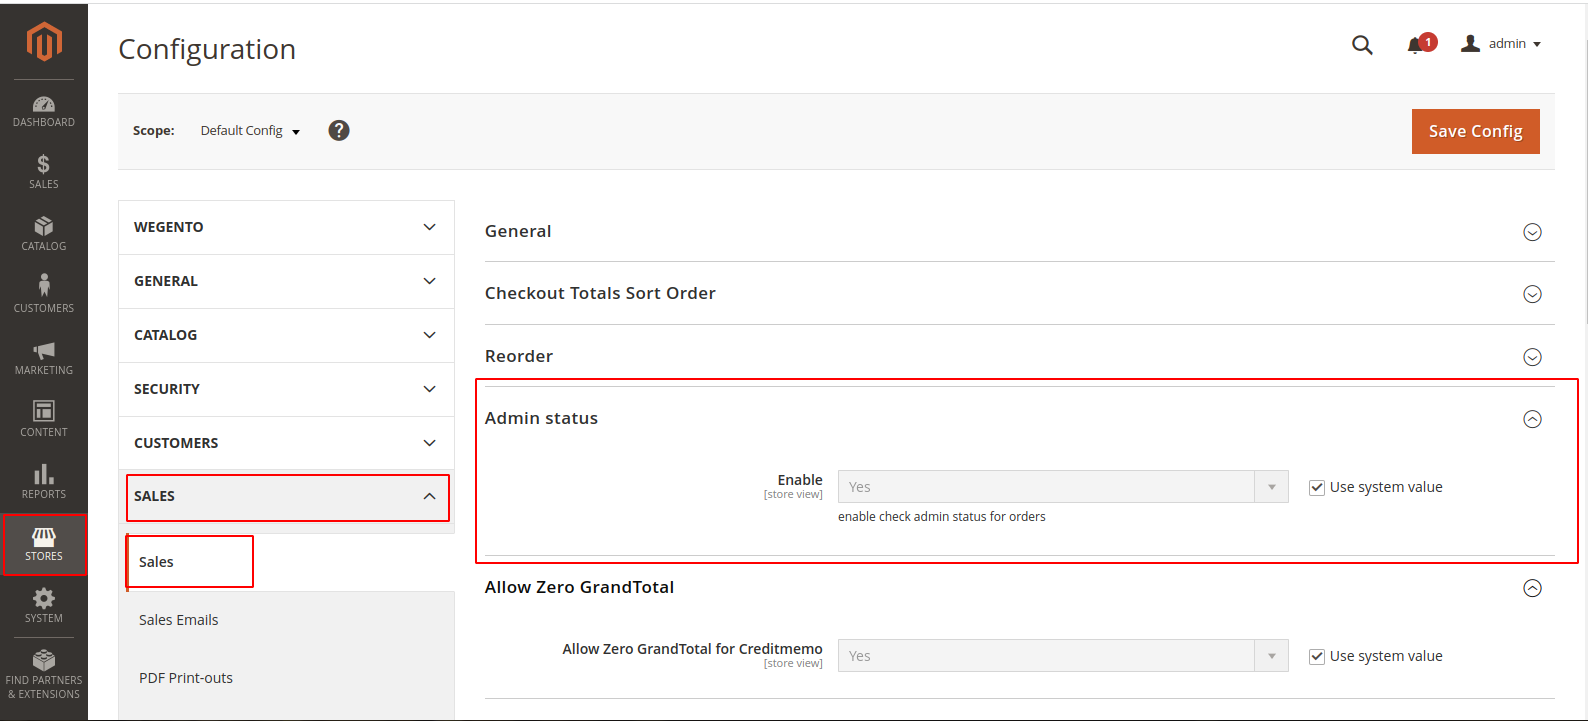 Configuration
1
admin
Scope:
Default Config
?
Save Config
DASHBOARD
$
SALES
CATALOG
CUSTOMERS
MARKETING
CONTENT
REPORTS
STORES
SYSTEM
FIND PARTNERS
& EXTENSIONS
WEGENTO
GENERAL
CATALOG
SECURITY
CUSTOMERS
SALES
Sales
Sales Emails
PDF Print-outs
General
Checkout Totals Sort Order
Reorder
Admin status
Enable
[store view]
Yes
Use system value
enable check admin status for orders
Allow Zero GrandTotal
Allow Zero GrandTotal for Creditmemo
[store view]
Yes
Use system value